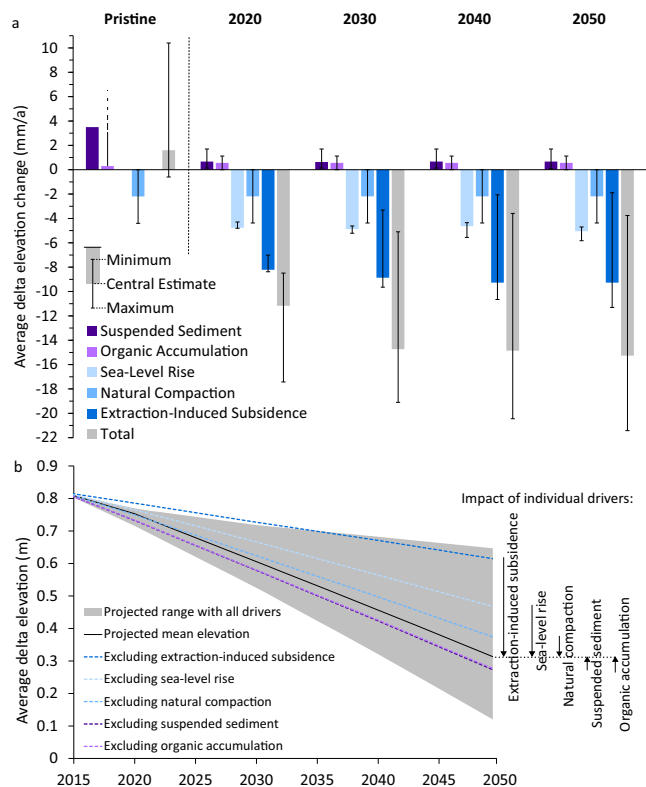 a
Pristine 2020 2030 2040 2050
Average delta elevation change (mm/a)
10
8
6
4
2
0
-2
-4
-6
-8
-10
-12
-14
-16
-18
-20
-22
Minimum
Central Estimate
Maximum
Suspended Sediment
Organic Accumulation
Sea-Level Rise
Natural Compaction
Extraction-Induced Subsidence
Total
b
Average delta elevation (m)
0.9
0.8
0.7
0.6
0.5
0.4
0.3
0.2
0.1
0
2015 2020 2025 2030 2035 2040 2045 2050
Projected range with all drivers
Projected mean elevation
Excluding extraction-induced subsidence
Excluding sea-level rise
Excluding natural compaction
Excluding suspended sediment
Excluding organic accumulation
Impact of individual drivers:
Extraction-induced subsidence
Sea-level rise
Natural compaction
Suspended sediment
Organic accumulation